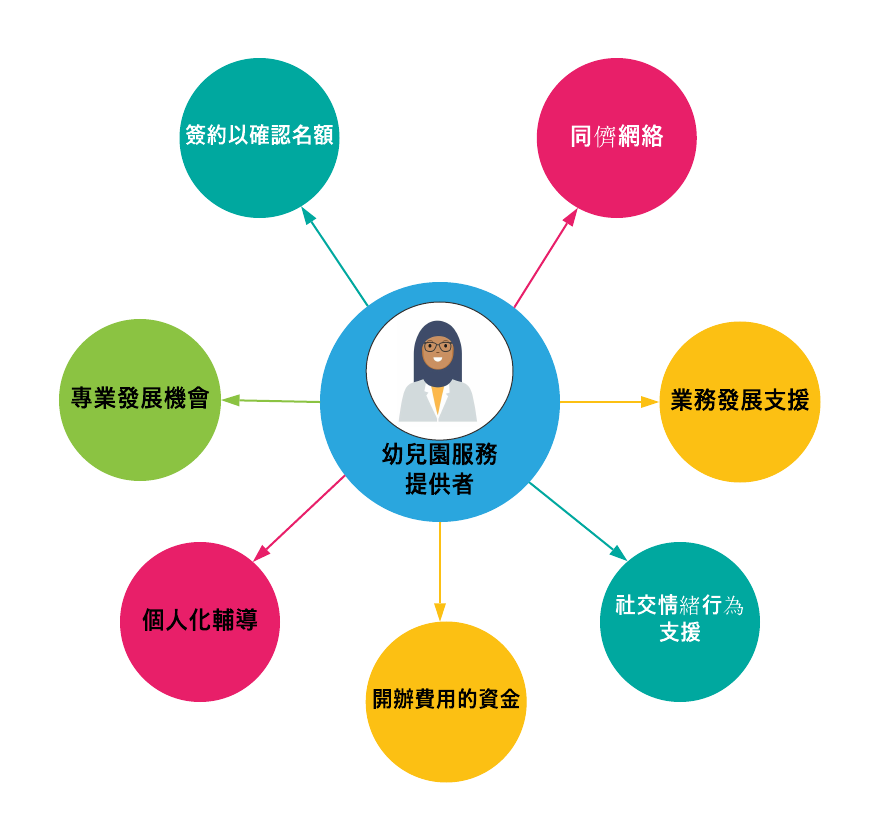 簽約以確認名額
同儕網絡
專業發展機會
業務發展支援
幼兒園服務
提供者
個人化輔導
社交情緒行為
支援
開辦費用的資金